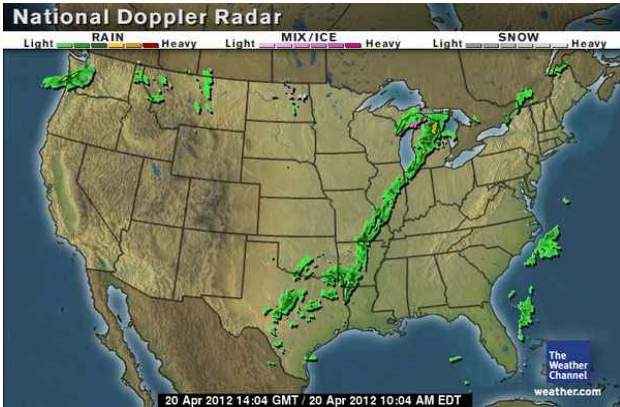 National Doppler Radar
RAIN
MIX/ICE
SNOW
Light Heavy
Light Heavy
Light Heavy
The
Weather
Channel
weather.com
20 Apr 2012 14:04 GMT / 20 Apr 2012 10:04 AM EDT